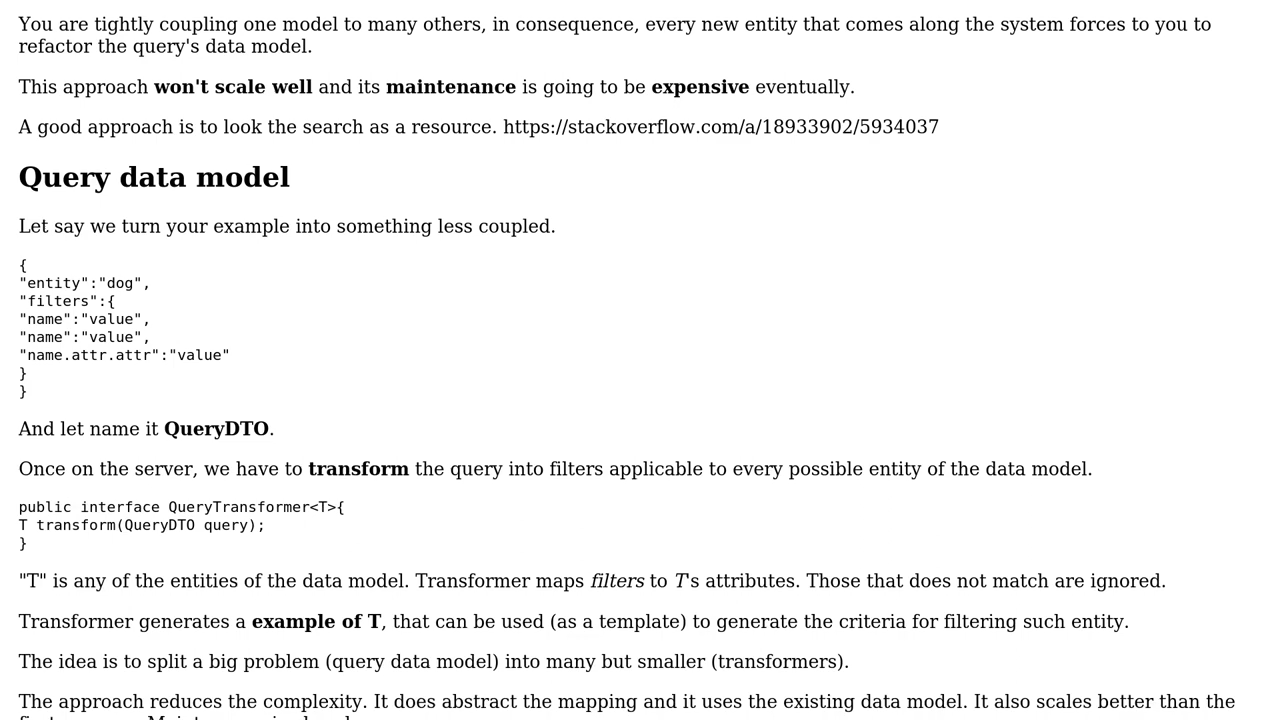 You are tightly coupling one model to many others, in consequence, every new entity that comes along the system forces to you to
refactor the query's data model.
This approach won't scale well and its maintenance is going to be expensive eventually.
A good approach is to look the search as a resource. https://stackoverflow.com/a/18933902/5934037
Query data model
Let say we turn your example into something less coupled.
{
"entity":"dog",
"filters":{
"name":"value",
"name":"value",
"name.attr.attr":"value"
}
}
And let name it QueryDTO.
Once on the server, we have to transform the query into filters applicable to every possible entity of the data model.
public interface QueryTransformer<T>{
T transform(QueryDTO query);
}
"T" is any of the entities of the data model. Transformer maps filters to T's attributes. Those that does not match are ignored.
Transformer generates a example of T, that can be used (as a template) to generate the criteria for filtering such entity.
The idea is to split a big problem (query data model) into many but smaller (transformers).
The approach reduces the complexity. It does abstract the mapping and it uses the existing data model. It also scales better than the